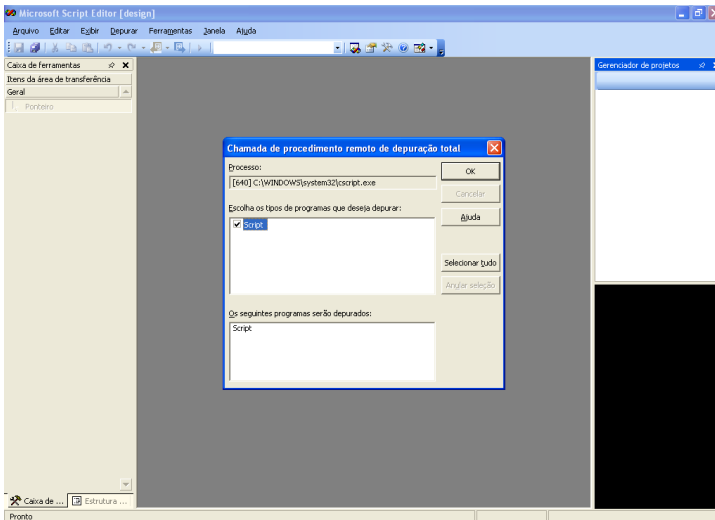 Microsoft Script Editor [design]
Arquivo Editar Exibir Depurar Ferramentas Janela Ajuda
Caixa de ferramentas
Itens da área de transferência
Geral
Ponteiro
Gerenciador de projetos
Chamada de procedimento remoto de depuração total
Processo:
[640] C:\WINDOWS\system32\cscript.exe
OK
Cancelar
Escolha os tipos de programas que deseja depurar:
Ajuda
Script
Selecionar tudo
Anular seleção
Os seguintes programas serão depurados:
Script
Caixa de ... Estrutura ...
Pronto